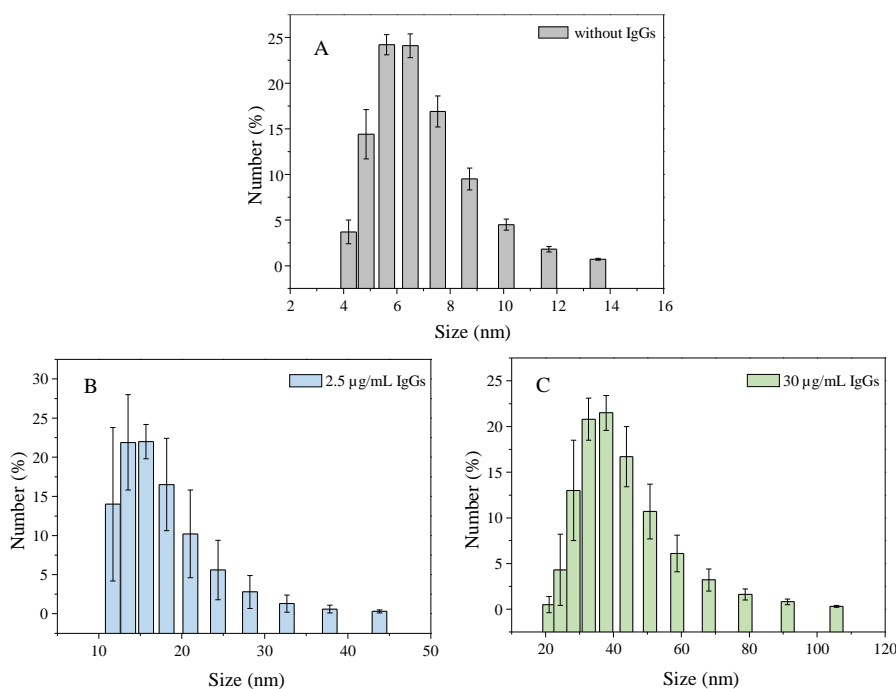 A
without IgGs
Number (%)
25
20
15
10
5
0
2 4 6 8 10 12 14 16
Size (nm)
B
2.5 µg/mL IgGs
Number (%)
30
25
20
15
10
5
0
10 20 30 40 50
Size (nm)
C
30 µg/mL IgGs
Number (%)
25
20
15
10
5
0
20 40 60 80 100 120
Size (nm)